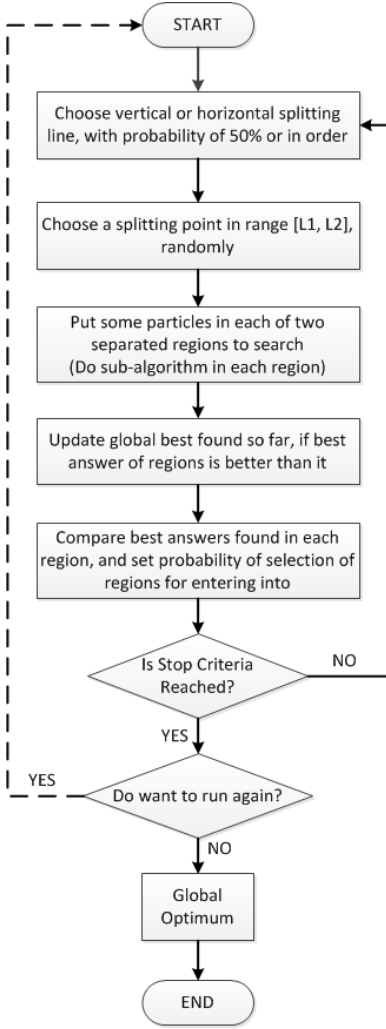 START
Choose vertical or horizontal splitting
line, with probability of 50% or in order
Choose a splitting point in range [L1, L2],
randomly
Put some particles in each of two
separated regions to search
(Do sub-algorithm in each region)
Update global best found so far, if best
answer of regions is better than it
Compare best answers found in each
region, and set probability of selection of
regions for entering into
Is Stop Criteria
Reached?
NO
YES
Do want to run again?
YES
NO
Global
Optimum
END